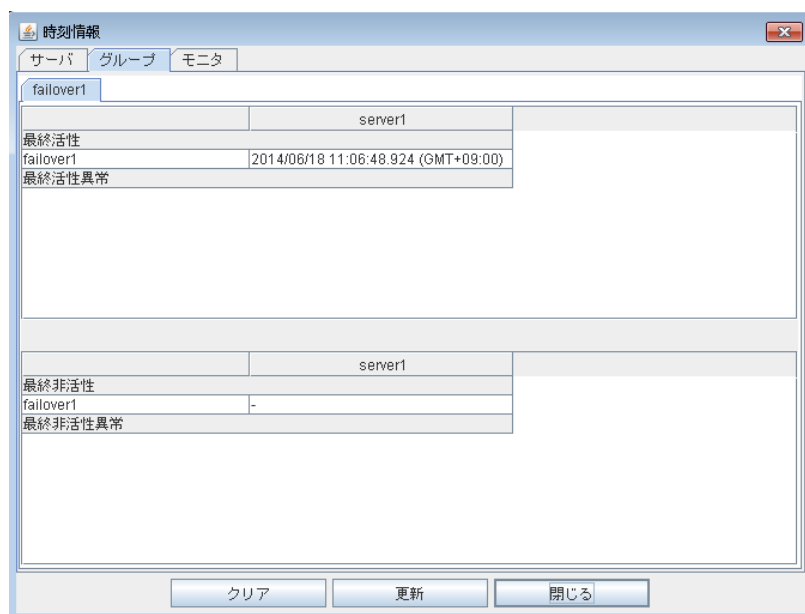 時刻情報
サーバ グループ モニタ
failover1
server1
最終活性
failover1 2014/06/18 11:06:48.924 (GMT+09:00)
最終活性異常
server1
最終非活性
failover1 -
最終非活性異常
クリア 更新 閉じる